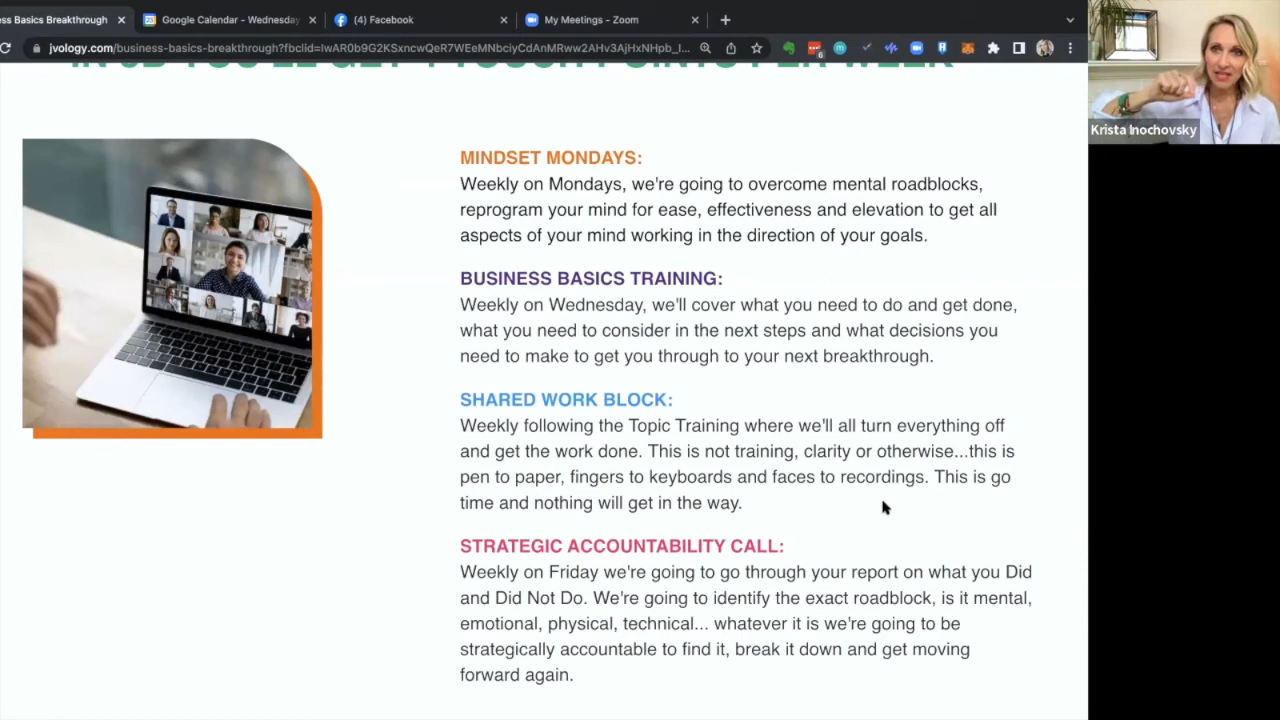 ess Basics Breakthrough
Google Calendar - Wednesday
(4) Facebook
My Meetings - Zoom
jvology.com/business-basics-breakthrough?fbclid=IwAR0b9G2KSxncwQeR7WEeMNbciyCdAnMRww2AHv3AjHxNHpb_I...
6
Krista Inochovsky
MINDSET MONDAYS:
Weekly on Mondays, we're going to overcome mental roadblocks,
reprogram your mind for ease, effectiveness and elevation to get all
aspects of your mind working in the direction of your goals.
BUSINESS BASICS TRAINING:
Weekly on Wednesday, we'll cover what you need to do and get done,
what you need to consider in the next steps and what decisions you
need to make to get you through to your next breakthrough.
SHARED WORK BLOCK:
Weekly following the Topic Training where we'll all turn everything off
and get the work done. This is not training, clarity or otherwise...this is
pen to paper, fingers to keyboards and faces to recordings. This is go
time and nothing will get in the way.
STRATEGIC ACCOUNTABILITY CALL:
Weekly on Friday we're going to go through your report on what you Did
and Did Not Do. We're going to identify the exact roadblock, is it mental,
emotional, physical, technical... whatever it is we're going to be
strategically accountable to find it, break it down and get moving
forward again.